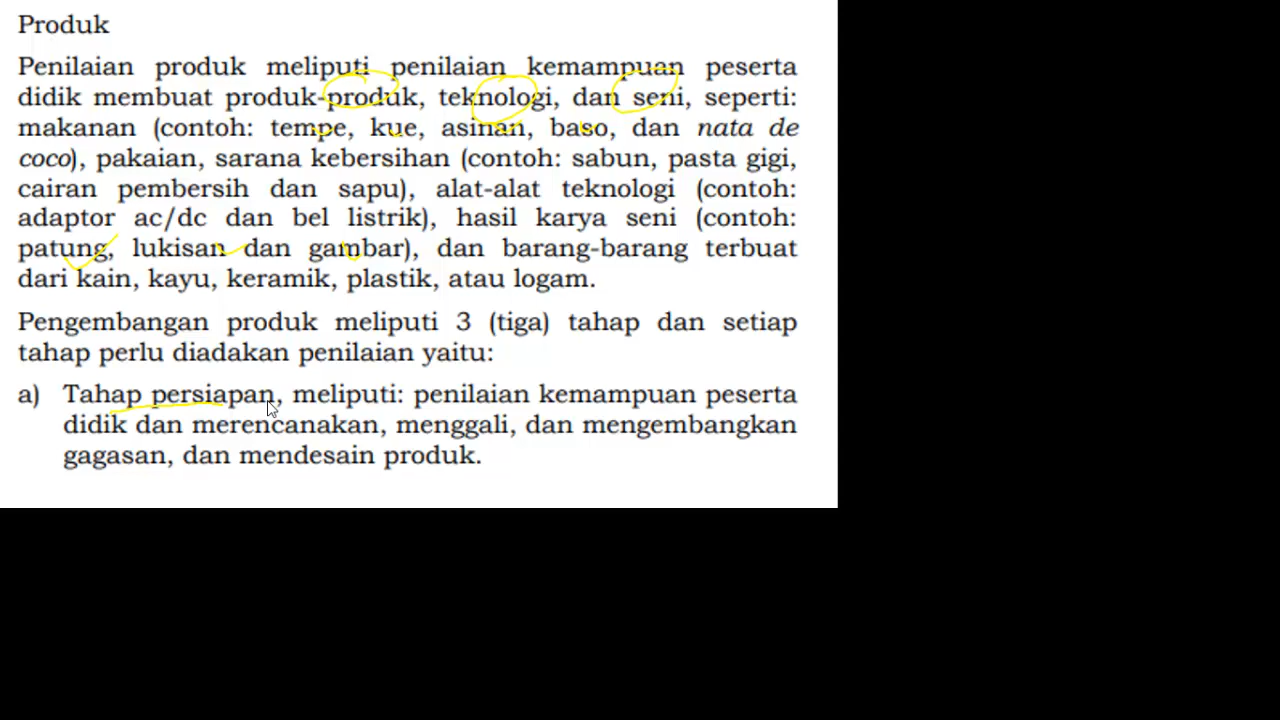 Produk
Penilaian produk meliputi penilaian kemampuan peserta
didik membuat produk-produk, teknologi, dan seni, seperti:
makanan (contoh: tempe, kue, asinan, baso, dan nata de
coco), pakaian, sarana kebersihan (contoh: sabun, pasta gigi,
cairan pembersih dan sapu), alat-alat teknologi (contoh:
adaptor ac/dc dan bel listrik), hasil karya seni (contoh:
patung, lukisan dan gambar), dan barang-barang terbuat
dari kain, kayu, keramik, plastik, atau logam.
Pengembangan produk meliputi 3 (tiga) tahap dan setiap
tahap perlu diadakan penilaian yaitu:
a) Tahap persiapan, meliputi: penilaian kemampuan peserta
didik dan merencanakan, menggali, dan mengembangkan
gagasan, dan mendesain produk.